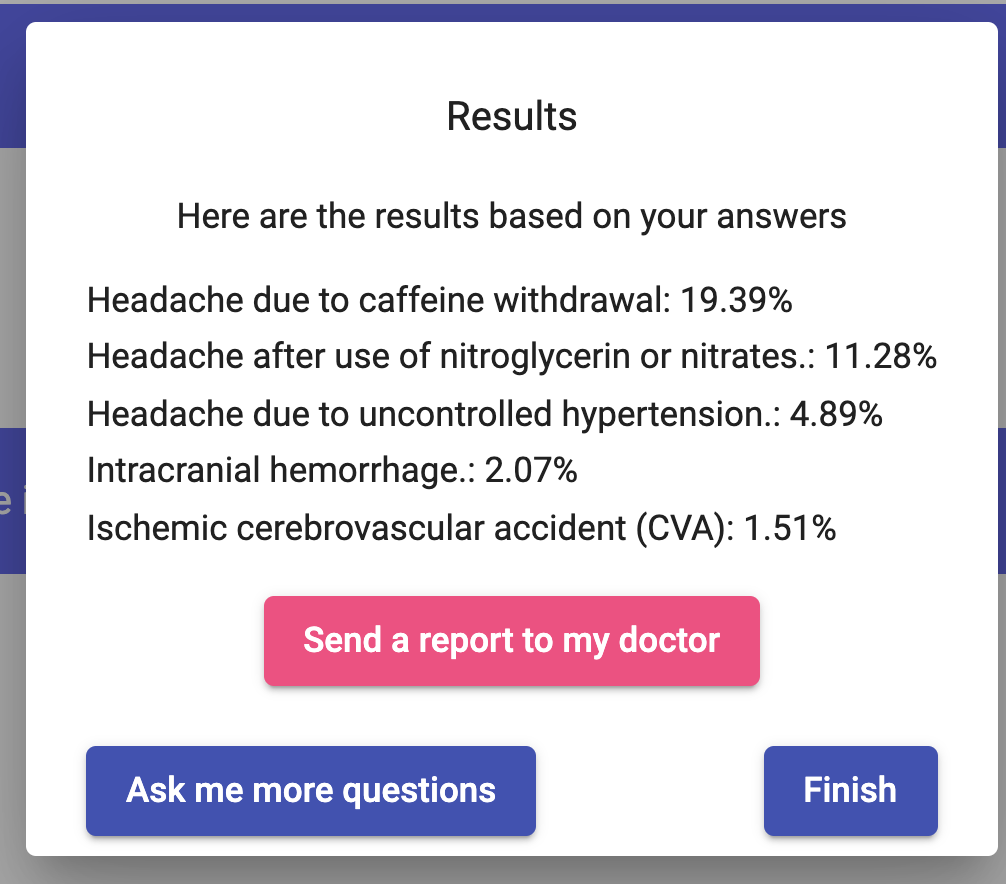 Results
Here are the results based on your answers
Headache due to caffeine withdrawal: 19.39%
Headache after use of nitroglycerin or nitrates.: 11.28%
Headache due to uncontrolled hypertension.: 4.89%
Intracranial hemorrhage.: 2.07%
Ischemic cerebrovascular accident (CVA): 1.51%
Send a report to my doctor
Ask me more questions
Finish